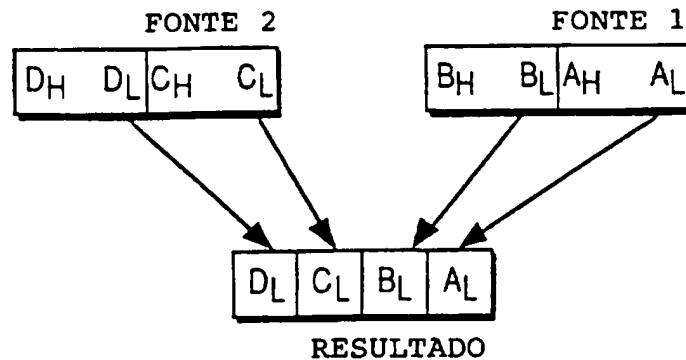 FONTE 2 FONTE 1
DH DL CH CL BH BL AH AL
DL CL BL AL
RESULTADO